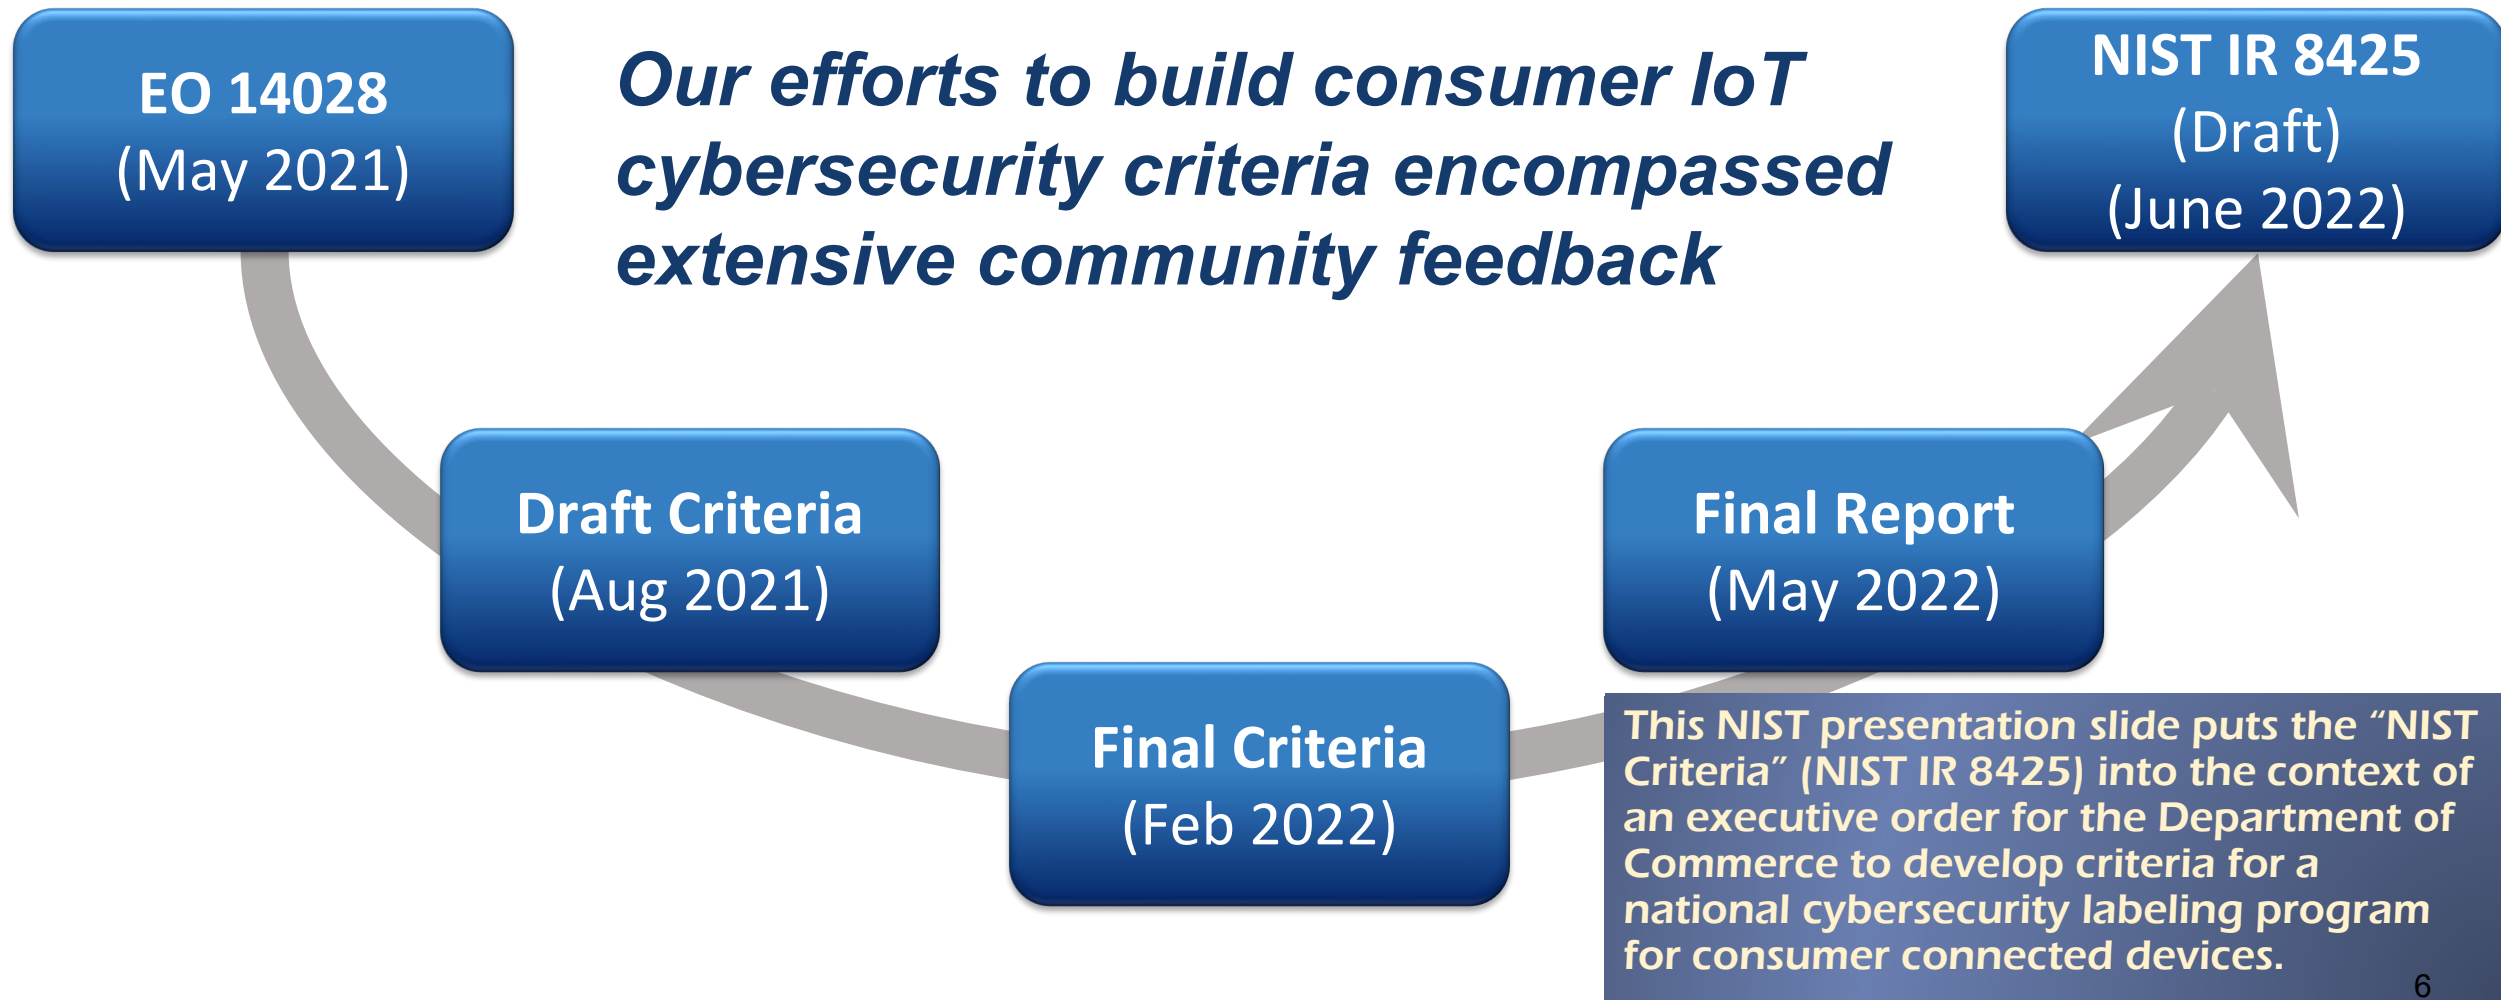 EO 14028
(May 2021)
Our efforts to build consumer IoT
cybersecurity criteria encompassed
extensive community feedback
NIST IR 8425
(Draft)
(June 2022)
Draft Criteria
(Aug 2021)
Final Criteria
(Feb 2022)
Final Report
(May 2022)
This NIST presentation slide puts the “NIST
Criteria” (NIST IR 8425) into the context of
an executive order for the Department of
Commerce to develop criteria for a
national cybersecurity labeling program
for consumer connected devices.
6